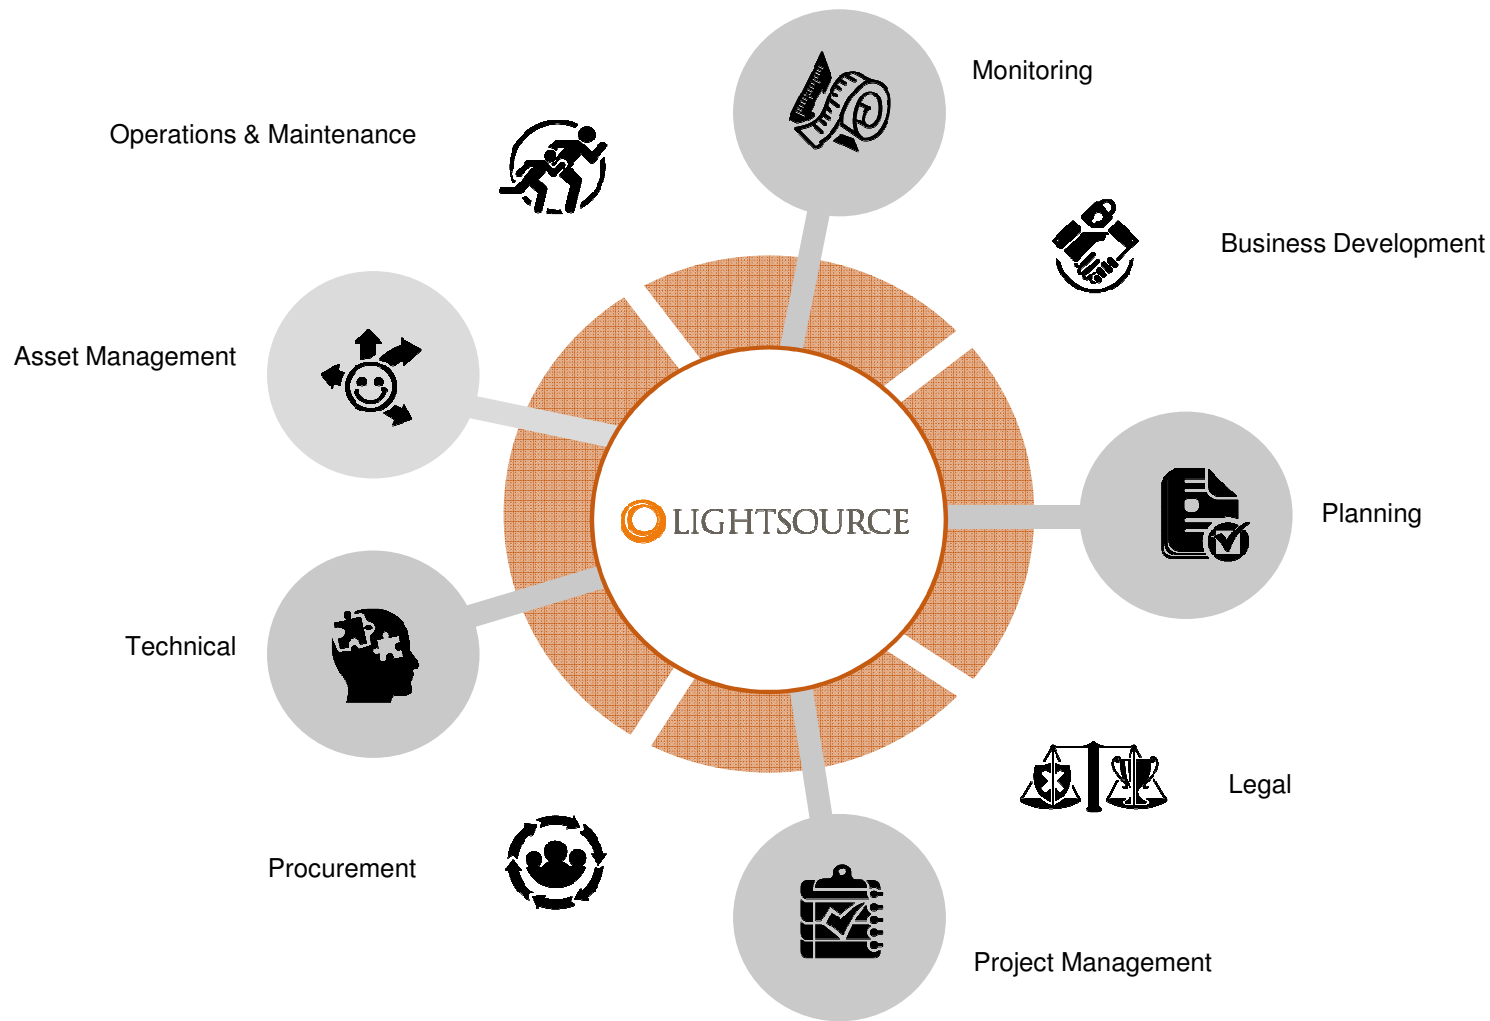 Monitoring
Operations & Maintenance
Business Development
Asset Management
LIGHTSOURCE
Planning
Technical
Legal
Procurement
Project Management